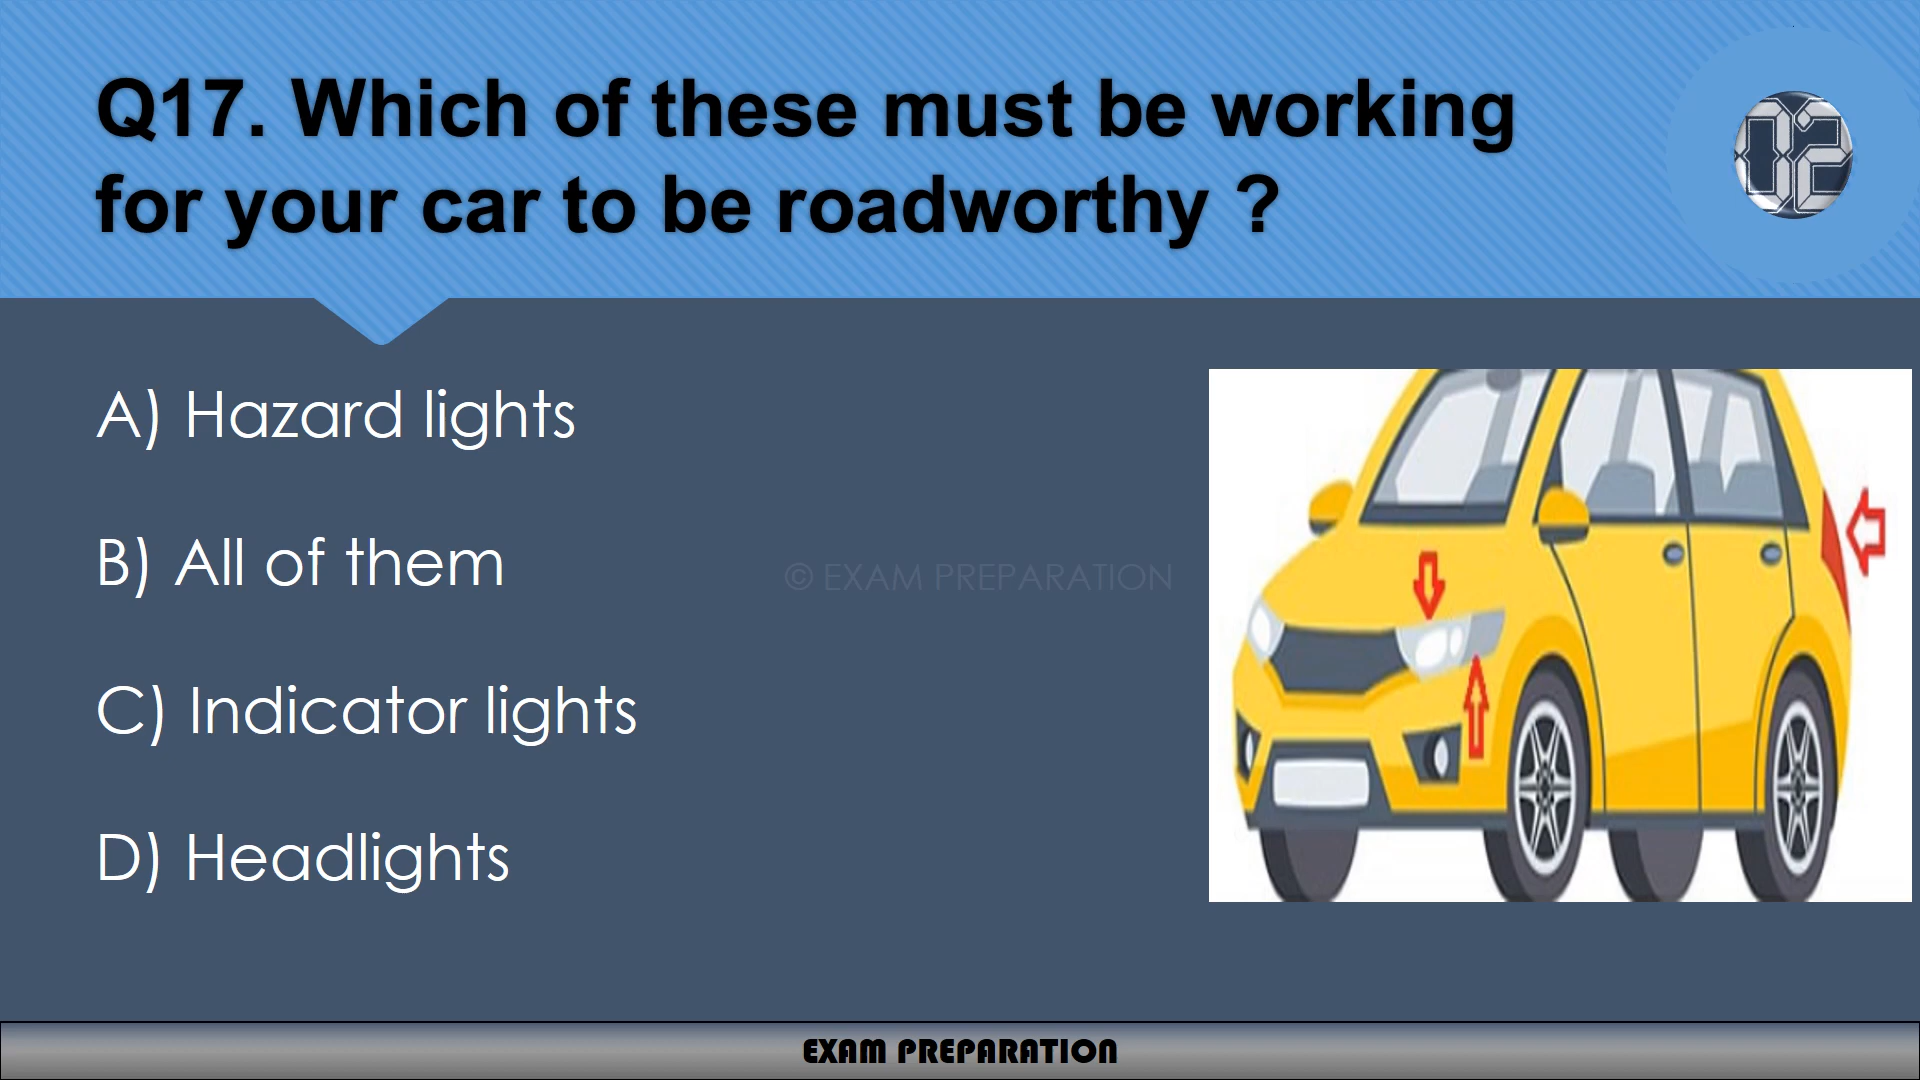 Q17. Which of these must be working
for your car to be roadworthy ?
02
A) Hazard lights
B) All of them
© EXAM PREPARATION
C) Indicator lights
D) Headlights
EXAM PREPARATION